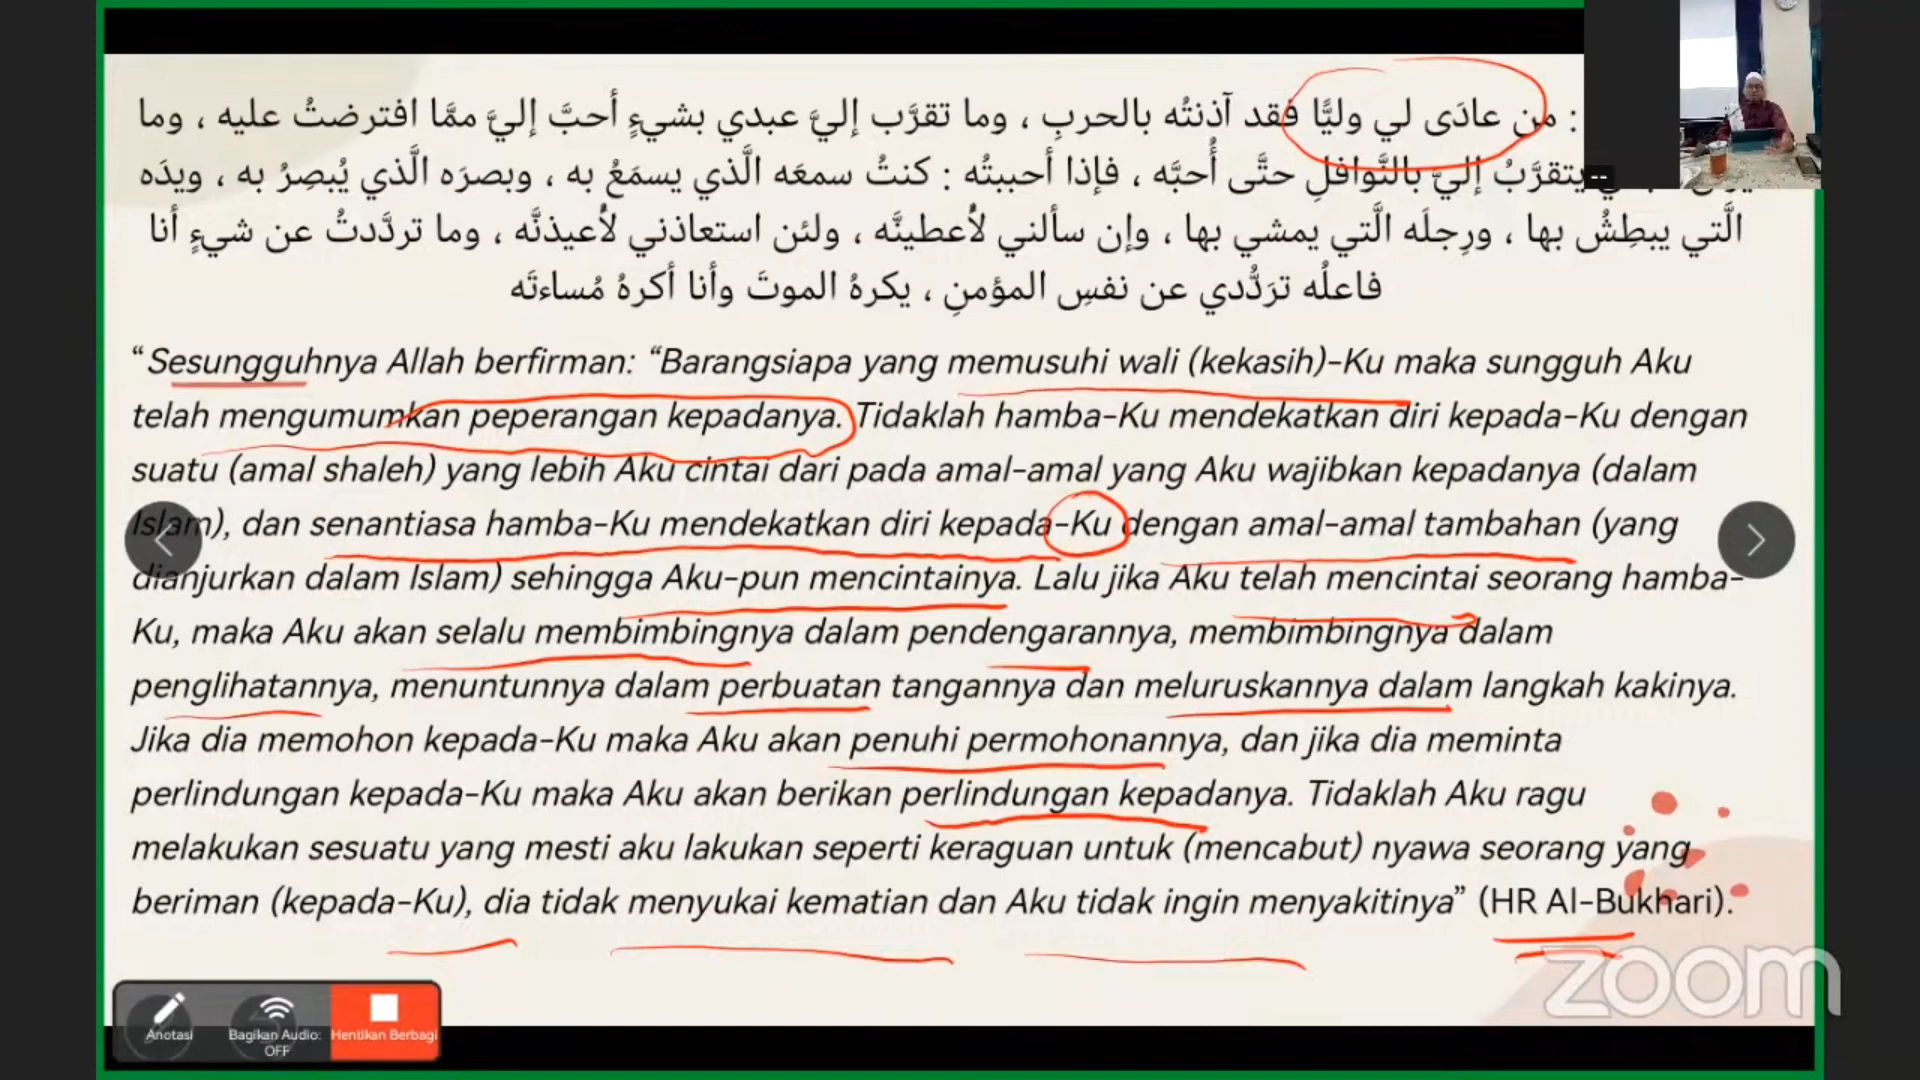 : من عادَى لي وليًّا فقد آذنتُه بالحربِ ، وما تقرَّب إليَّ عبدي بشيءٍ أحبَّ إليَّ ممَّا افترضتُ عليه ، وما
يتقرَّبُ إليَّ بالنَّوافلِ حتَّى أُحبَّه ، فإذا أحببتُه : كنتُ سمعَه الَّذي يسمَعُ به ، وبصرَه الَّذي يُبصِرُ به ، ويدَه
الَّتي يبطِشُ بها ، ورِجلَه الَّتي يمشي بها ، وإن سألني لأُعطينَّه ، ولئن استعاذني لأُعيذنَّه ، وما تردَّدتُ عن شيءٍ أنا
فاعلُه تردُّدي عن نفسِ المؤمنِ ، يكرهُ الموتَ وأنا أكرهُ مُساءتَه
“Sesungguhnya Allah berfirman: “Barangsiapa yang memusuhi wali (kekasih)-Ku maka sungguh Aku
telah mengumumkan peperangan kepadanya. Tidaklah hamba-Ku mendekatkan diri kepada-Ku dengan
suatu (amal shaleh) yang lebih Aku cintai dari pada amal-amal yang Aku wajibkan kepadanya (dalam
Islam), dan senantiasa hamba-Ku mendekatkan diri kepada-Ku dengan amal-amal tambahan (yang
dianjurkan dalam Islam) sehingga Aku-pun mencintainya. Lalu jika Aku telah mencintai seorang hamba-
Ku, maka Aku akan selalu membimbingnya dalam pendengarannya, membimbingnya dalam
penglihatannya, menuntunnya dalam perbuatan tangannya dan meluruskannya dalam langkah kakinya.
Jika dia memohon kepada-Ku maka Aku akan penuhi permohonannya, dan jika dia meminta
perlindungan kepada-Ku maka Aku akan berikan perlindungan kepadanya. Tidaklah Aku ragu
melakukan sesuatu yang mesti aku lakukan seperti keraguan untuk (mencabut) nyawa seorang yang
beriman (kepada-Ku), dia tidak menyukai kematian dan Aku tidak ingin menyakitinya” (HR Al-Bukhari).
zoom
Anotasi
Bagikan Audio:
OFF
Hentikan Berbagi